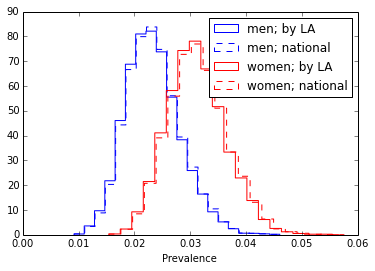 90
80
70
60
50
40
30
20
10
0
men; by LA
men; national
women; by LA
women; national
0.00 0.01 0.02 0.03 0.04 0.05 0.06
Prevalence